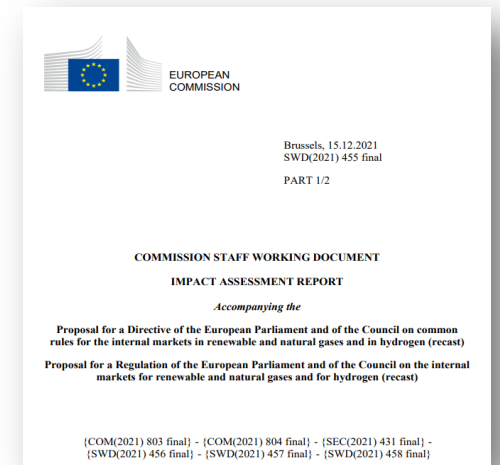 EUROPEAN
COMMISSION
Brussels, 15.12.2021
SWD(2021) 455 final
PART 1/2
COMMISSION STAFF WORKING DOCUMENT
IMPACT ASSESSMENT REPORT
Accompanying the
Proposal for a Directive of the European Parliament and of the Council on common
rules for the internal markets in renewable and natural gases and in hydrogen (recast)
Proposal for a Regulation of the European Parliament and of the Council on the internal
markets for renewable and natural gases and for hydrogen (recast)
{COM(2021) 803 final} - {COM(2021) 804 final} - {SEC(2021) 431 final} -
{SWD(2021) 456 final} - {SWD(2021) 457 final} - {SWD(2021) 458 final}